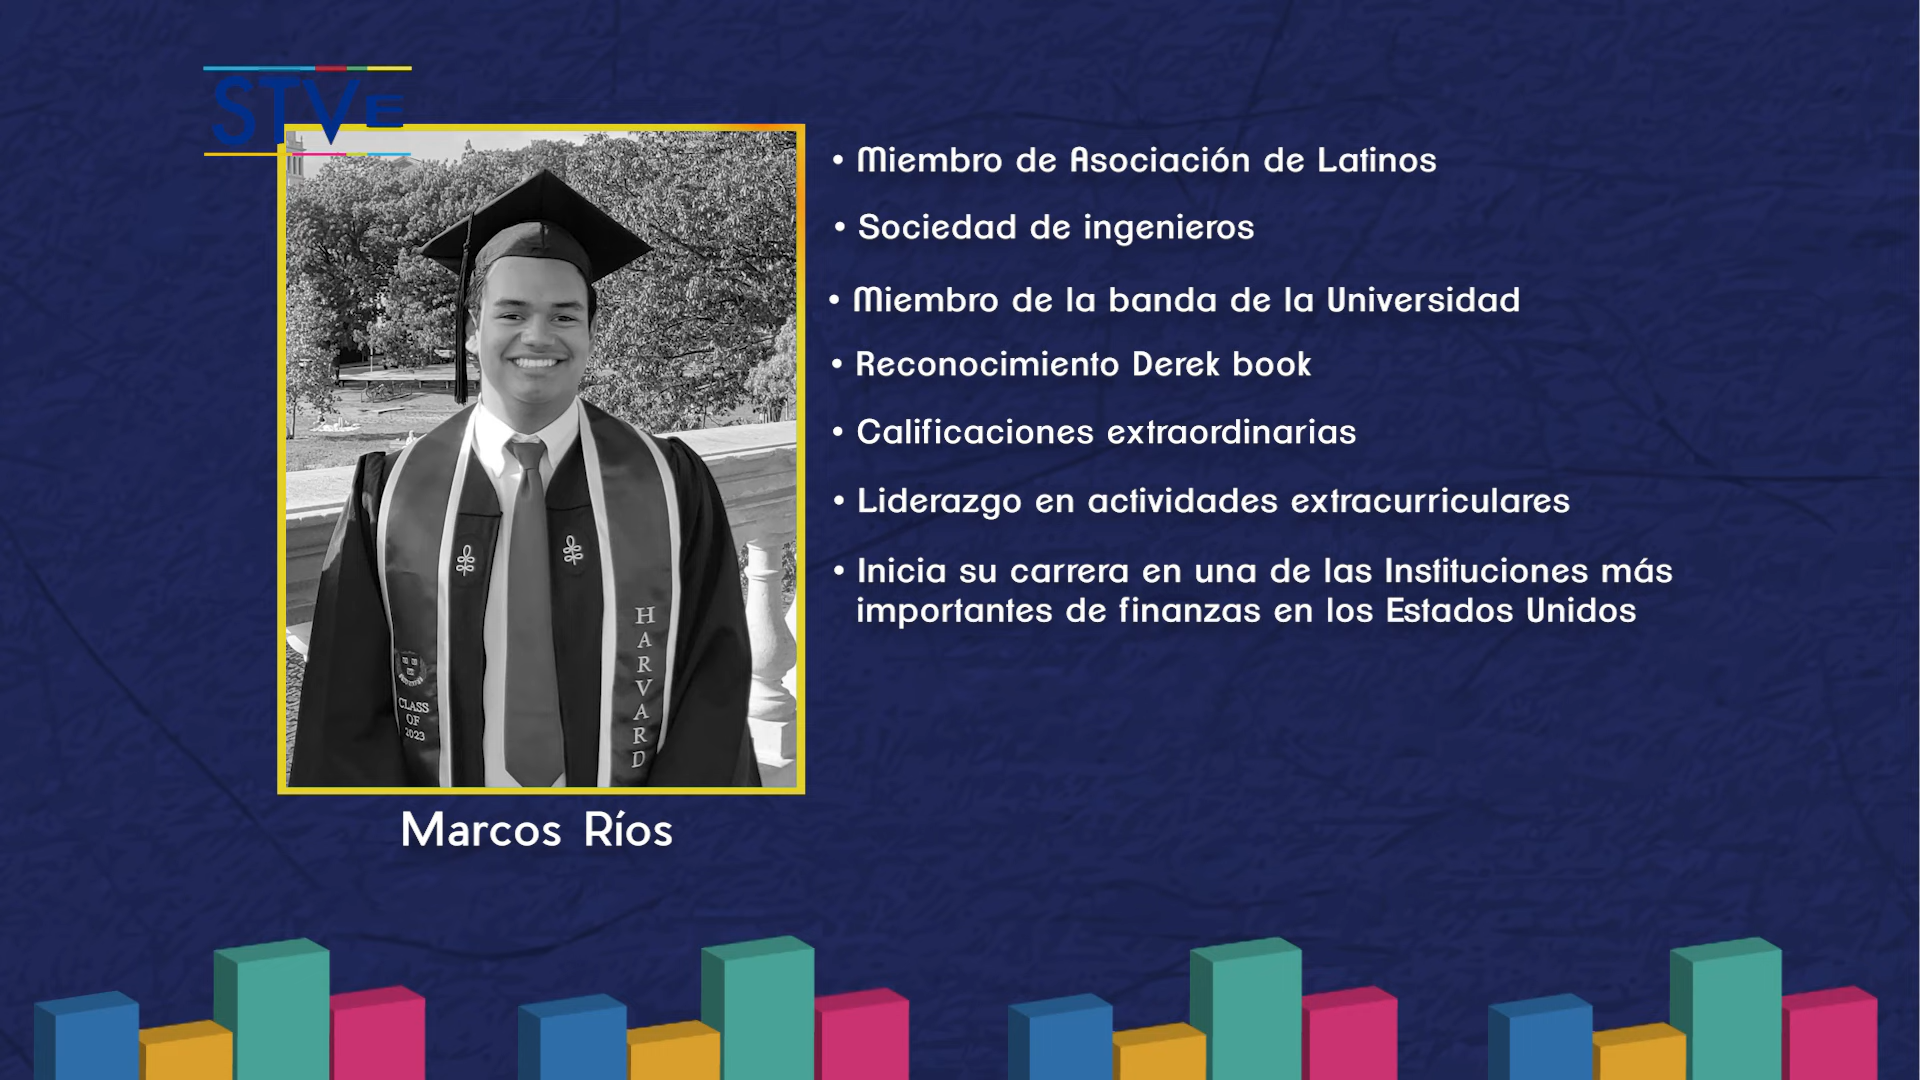 STVE
• Miembro de Asociación de Latinos
• Sociedad de ingenieros
• Miembro de la banda de la Universidad
• Reconocimiento Derek book
• Calificaciones extraordinarias
• Liderazgo en actividades extracurriculares
• Inicia su carrera en una de las Instituciones más
importantes de finanzas en los Estados Unidos
CLASS
OF
2023
HARVARD
Marcos Ríos